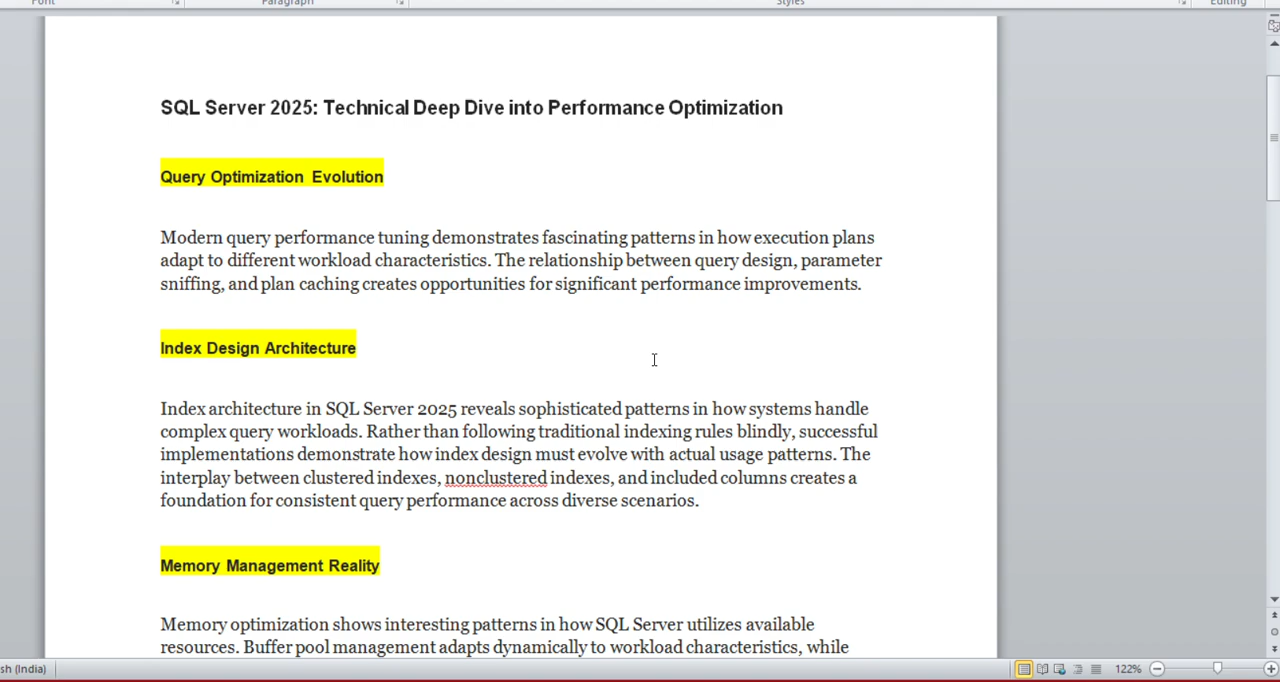 Font
Paragraph
Styles
Editing
SQL Server 2025: Technical Deep Dive into Performance Optimization
Query Optimization Evolution
Modern query performance tuning demonstrates fascinating patterns in how execution plans
adapt to different workload characteristics. The relationship between query design, parameter
sniffing, and plan caching creates opportunities for significant performance improvements.
Index Design Architecture
Index architecture in SQL Server 2025 reveals sophisticated patterns in how systems handle
complex query workloads. Rather than following traditional indexing rules blindly, successful
implementations demonstrate how index design must evolve with actual usage patterns. The
interplay between clustered indexes, nonclustered indexes, and included columns creates a
foundation for consistent query performance across diverse scenarios.
Memory Management Reality
Memory optimization shows interesting patterns in how SQL Server utilizes available
resources. Buffer pool management adapts dynamically to workload characteristics, while
sh (India)
122%